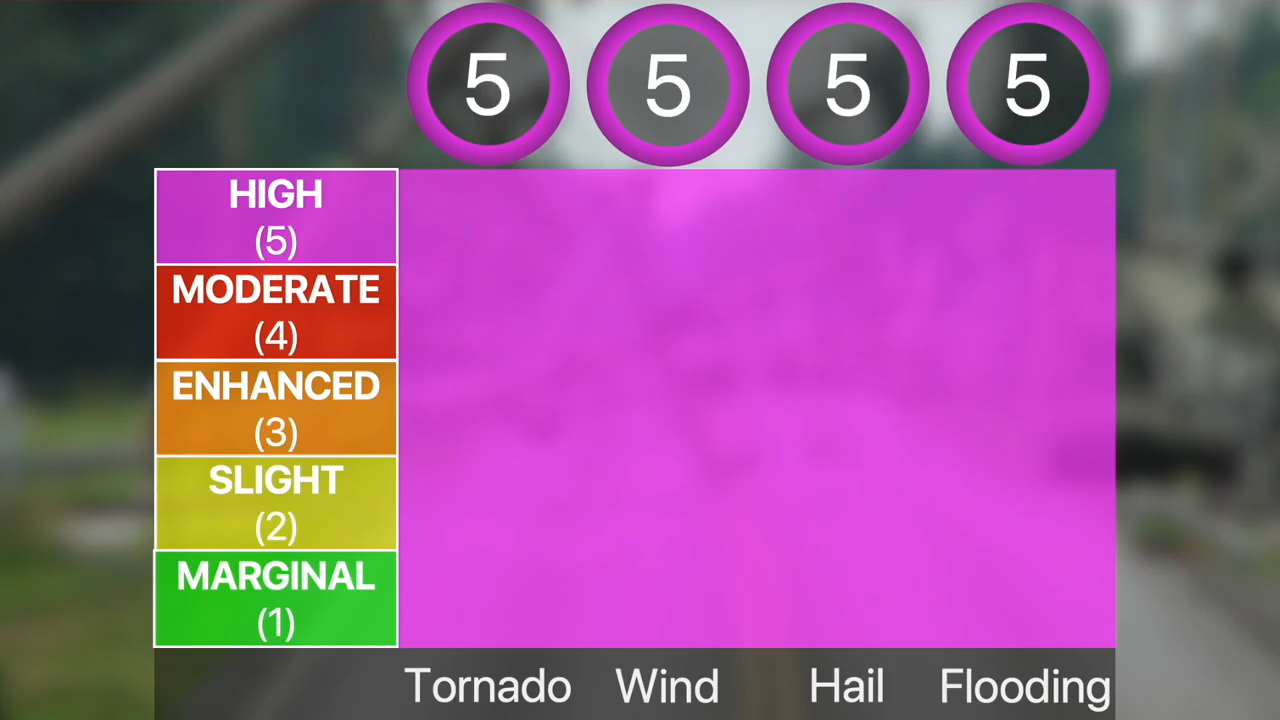 5 5 5 5
HIGH
(5)
MODERATE
(4)
ENHANCED
(3)
SLIGHT
(2)
MARGINAL
(1)
Tornado Wind Hail Flooding